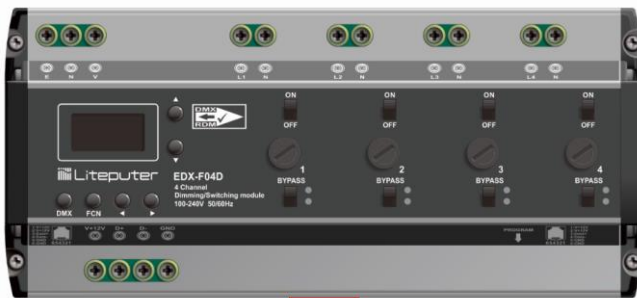 E N V L1 N L2 N L3 N L4 N
DMX
RDM
ON ON ON ON
OFF OFF OFF OFF
1 2 3 4
BYPASS BYPASS BYPASS BYPASS
Liteputer
EDX-F04D
4 Channel
Dimming/Switching module
100-240V 50/60Hz
DMX FCN
V+12V D+ D- GND
PROGRAM